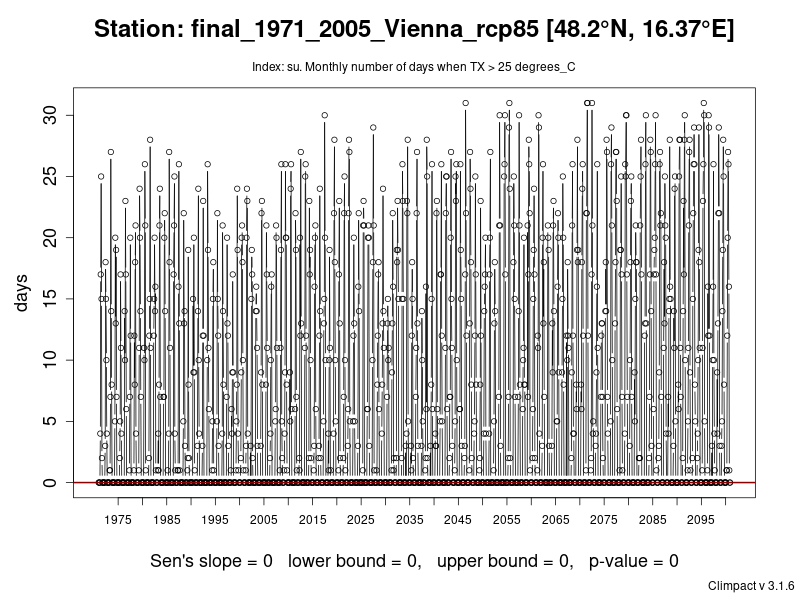 Station: final_1971_2005_Vienna_rcp85 [48.2°N, 16.37°E]
Index: su. Monthly number of days when TX > 25 degrees_C
30
25
20
15
10
5
0
days
1975 1985 1995 2005 2015 2025 2035 2045 2055 2065 2075 2085 2095
Sen's slope = 0 lower bound = 0, upper bound = 0, p-value = 0
Climpact v 3.1.6